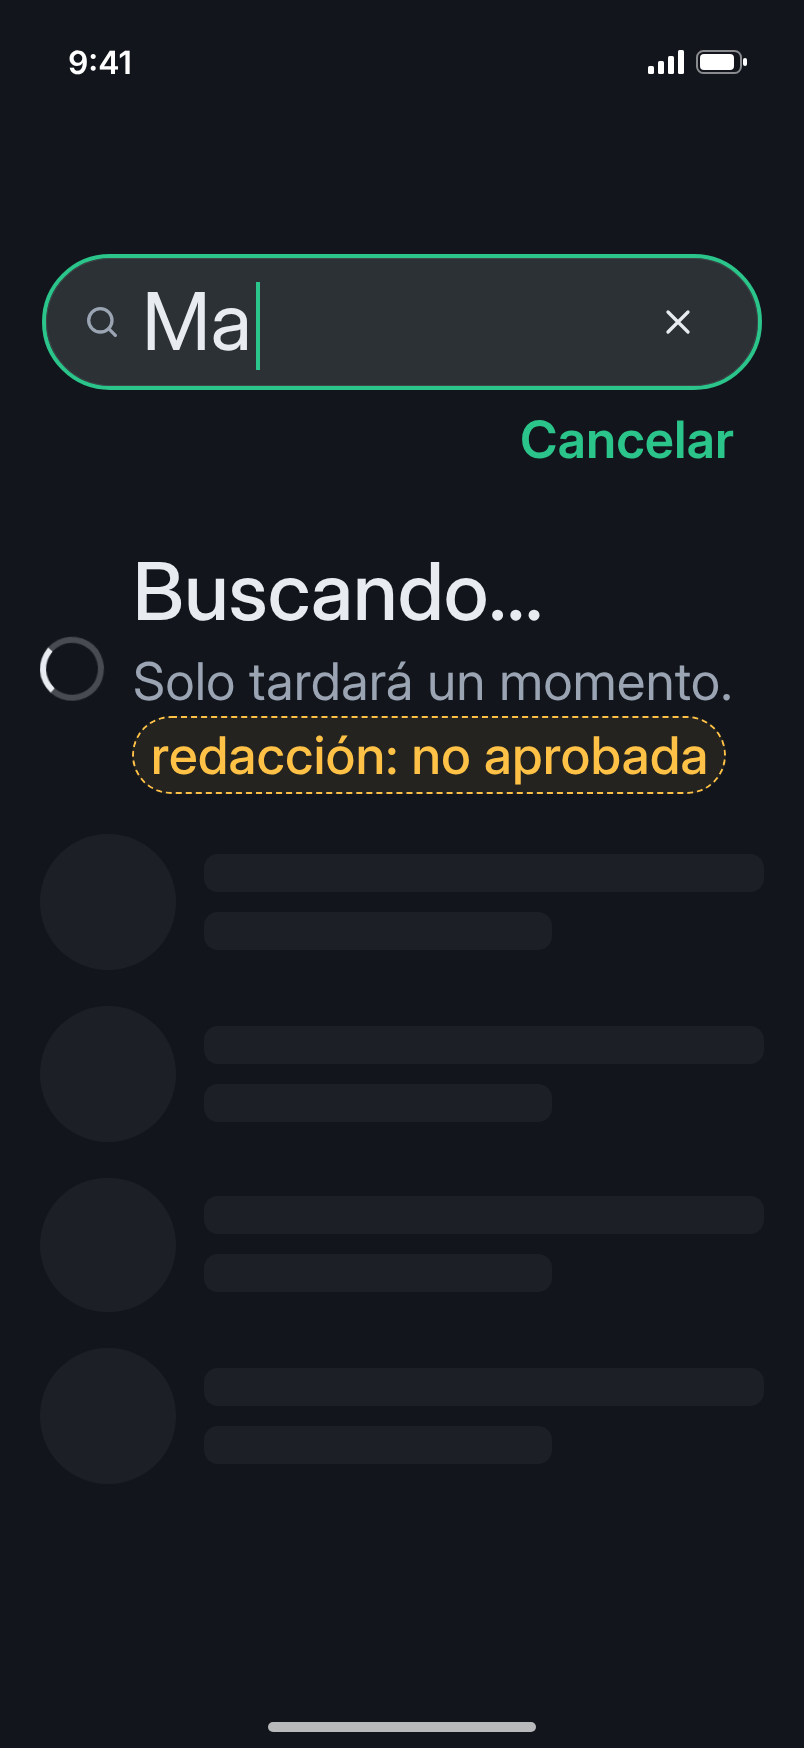 9:41
Ma
Cancelar
Buscando...
Solo tardará un momento.
redacción: no aprobada